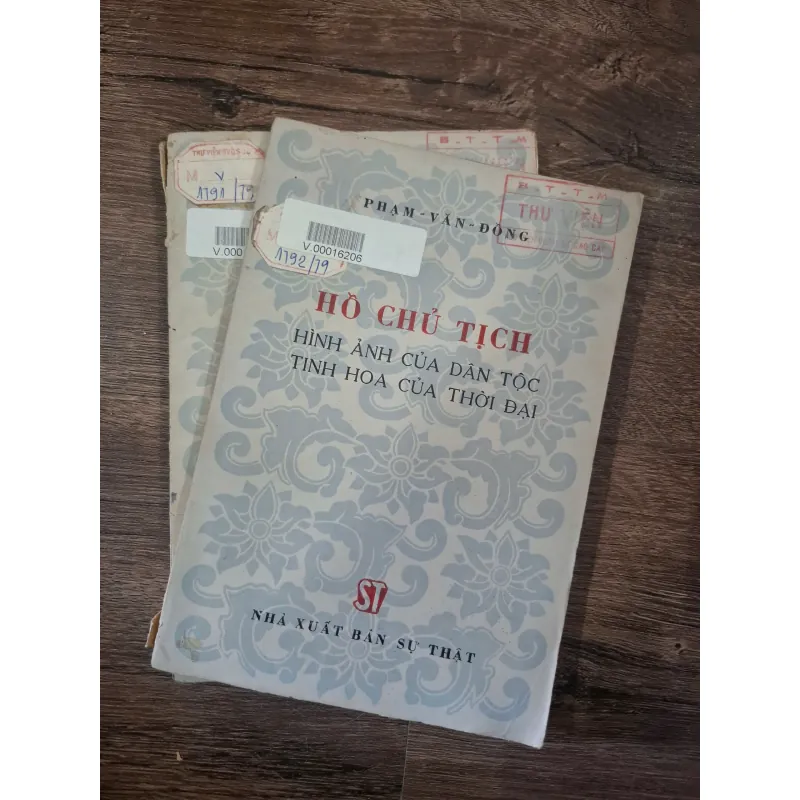 B - T - T - M
V
1791/79
V.000
B - T - T - M
THƯ VIỆN
PHẠM - VĂN - ĐỒNG
V.00016206
1792/79
HỒ CHỦ TỊCH
HÌNH ẢNH CỦA DÂN TỘC
TINH HOA CỦA THỜI ĐẠI
ST
NHÀ XUẤT BẢN SỰ THẬT